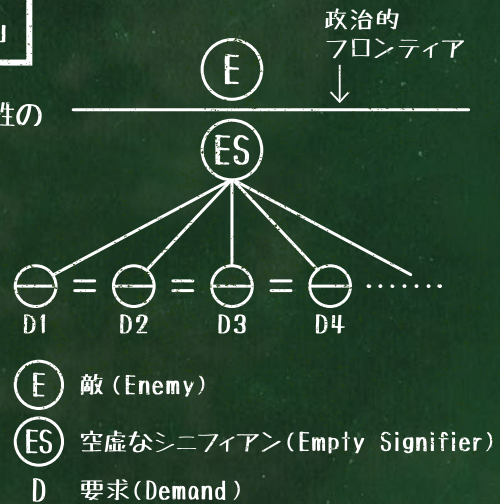 政治的
フロンティア
E
性の
ES
= = =........
D1 D2 D3 D4
E 敵(Enemy)
ES 空虚なシニフィアン(Empty Signifier)
D 要求(Demand)